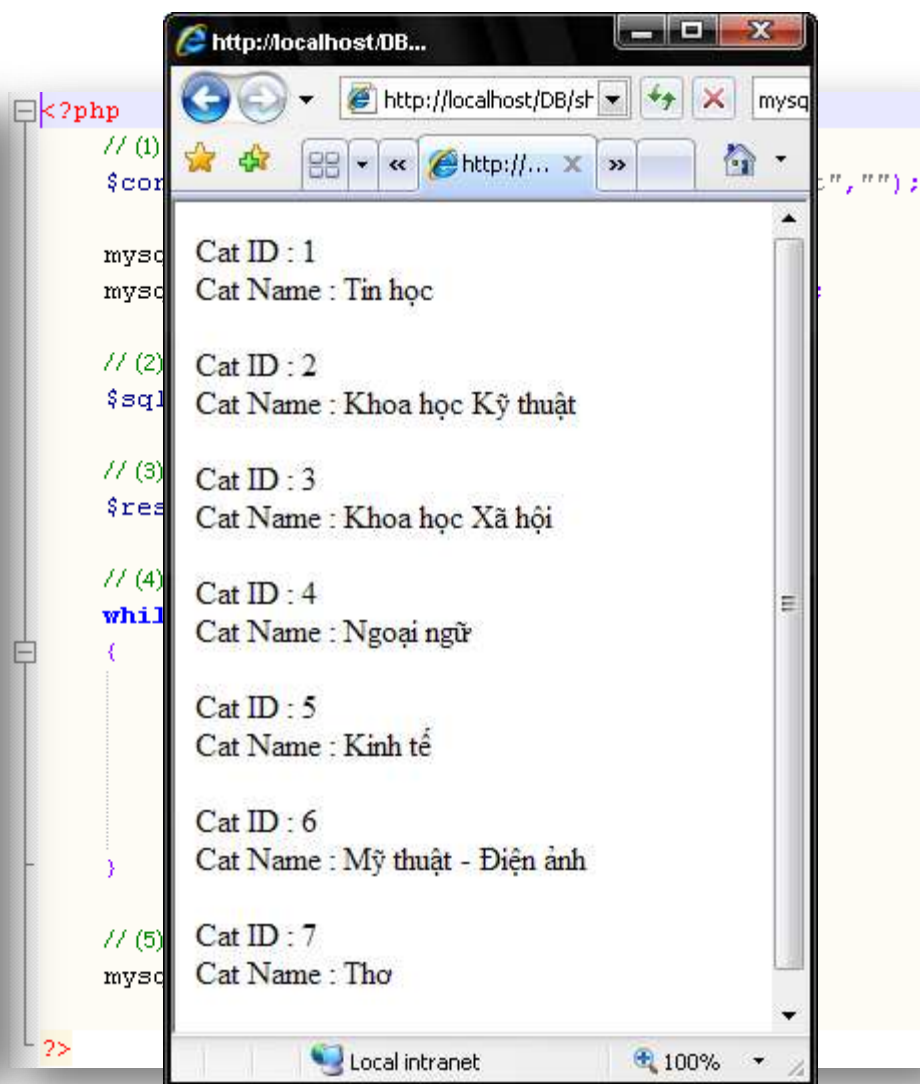 http://localhost/DB...
http://localhost/DB/sh
mysq
http://...
<?php
// (1)
$con
","");
mysq
mysq
;
// (2)
$sql
// (3)
$res
// (4)
whil
{
}
// (5)
mysq
?>
Cat ID : 1
Cat Name : Tin học
Cat ID : 2
Cat Name : Khoa học Kỹ thuật
Cat ID : 3
Cat Name : Khoa học Xã hội
Cat ID : 4
Cat Name : Ngoại ngữ
Cat ID : 5
Cat Name : Kinh tế
Cat ID : 6
Cat Name : Mỹ thuật - Điện ảnh
Cat ID : 7
Cat Name : Thơ
Local intranet
100%